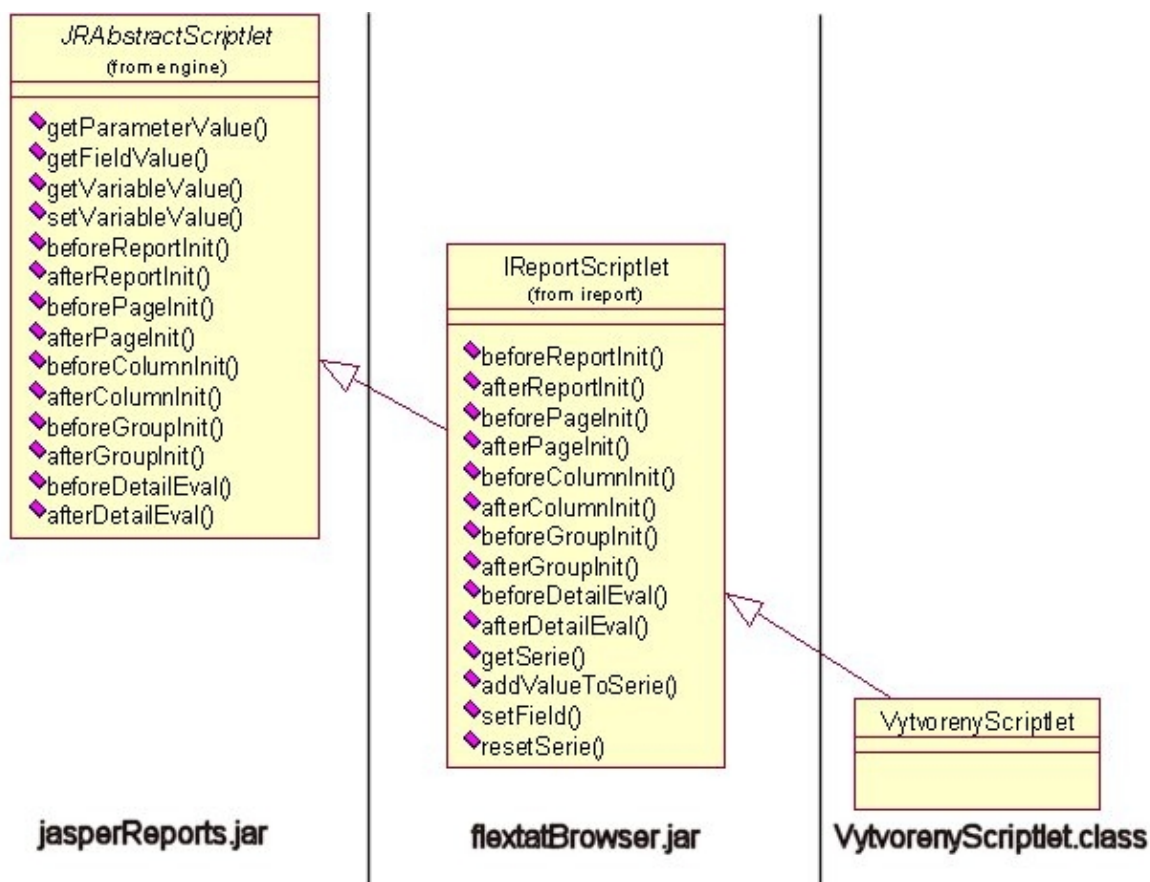 JRAbstractScriptlet
(from engine)
getParameterValue()
getFieldValue()
getVariableValue()
setVariableValue()
beforeReportInit()
afterReportInit()
beforePageInit()
afterPageInit()
beforeColumnInit()
afterColumnInit()
beforeGroupInit()
afterGroupInit()
beforeDetailEval()
afterDetailEval()
jasperReports.jar
IReportScriptlet
(from ireport)
beforeReportInit()
afterReportInit()
beforePageInit()
afterPageInit()
beforeColumnInit()
afterColumnInit()
beforeGroupInit()
afterGroupInit()
beforeDetailEval()
afterDetailEval()
getSerie()
addValueToSerie()
setField()
resetSerie()
flextatBrowser.jar
VytvorenyScriptlet
VytvorenyScriptlet.class